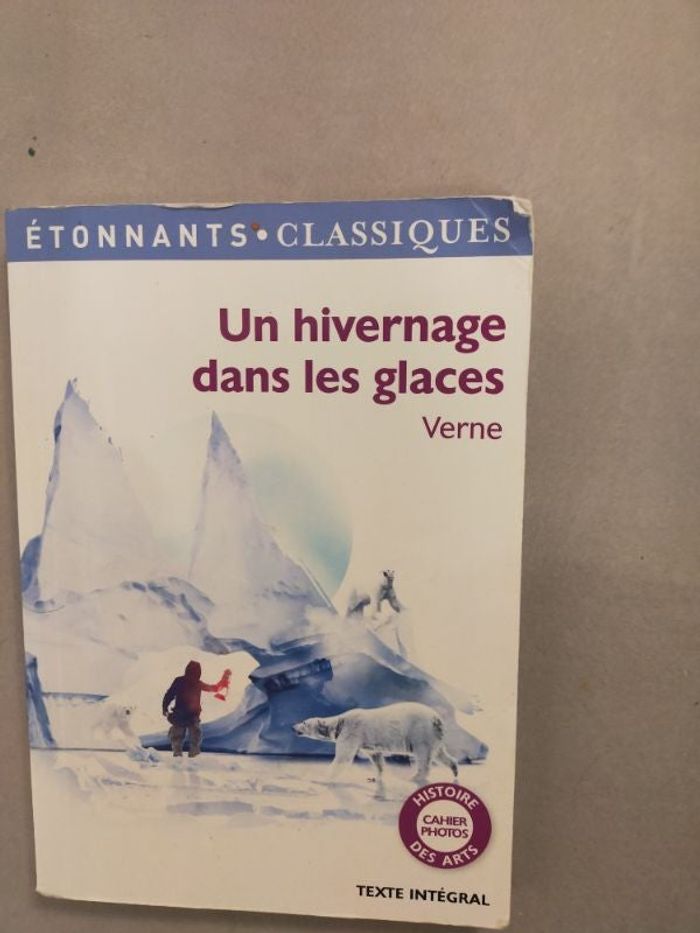 ÉTONNANTS • CLASSIQUES
Un hivernage
dans les glaces
Verne
HISTOIRE
CAHIER
PHOTOS
DES ARTS
TEXTE INTÉGRAL